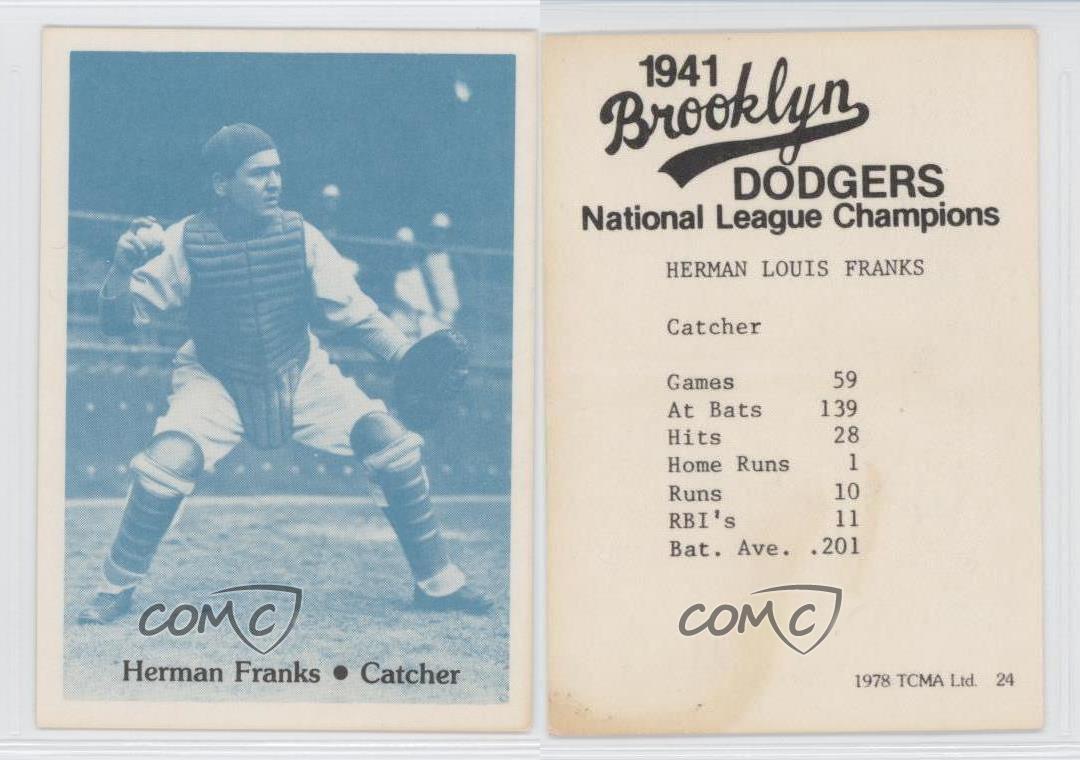 COMC
Herman Franks ● Catcher
1941
Brooklyn
DODGERS
National League Champions
HERMAN LOUIS FRANKS
Catcher
Games 59
At Bats 139
Hits 28
Home Runs 1
Runs 10
RBI's 11
Bat. Ave. .201
COMC
1978 TCMA Ltd. 24